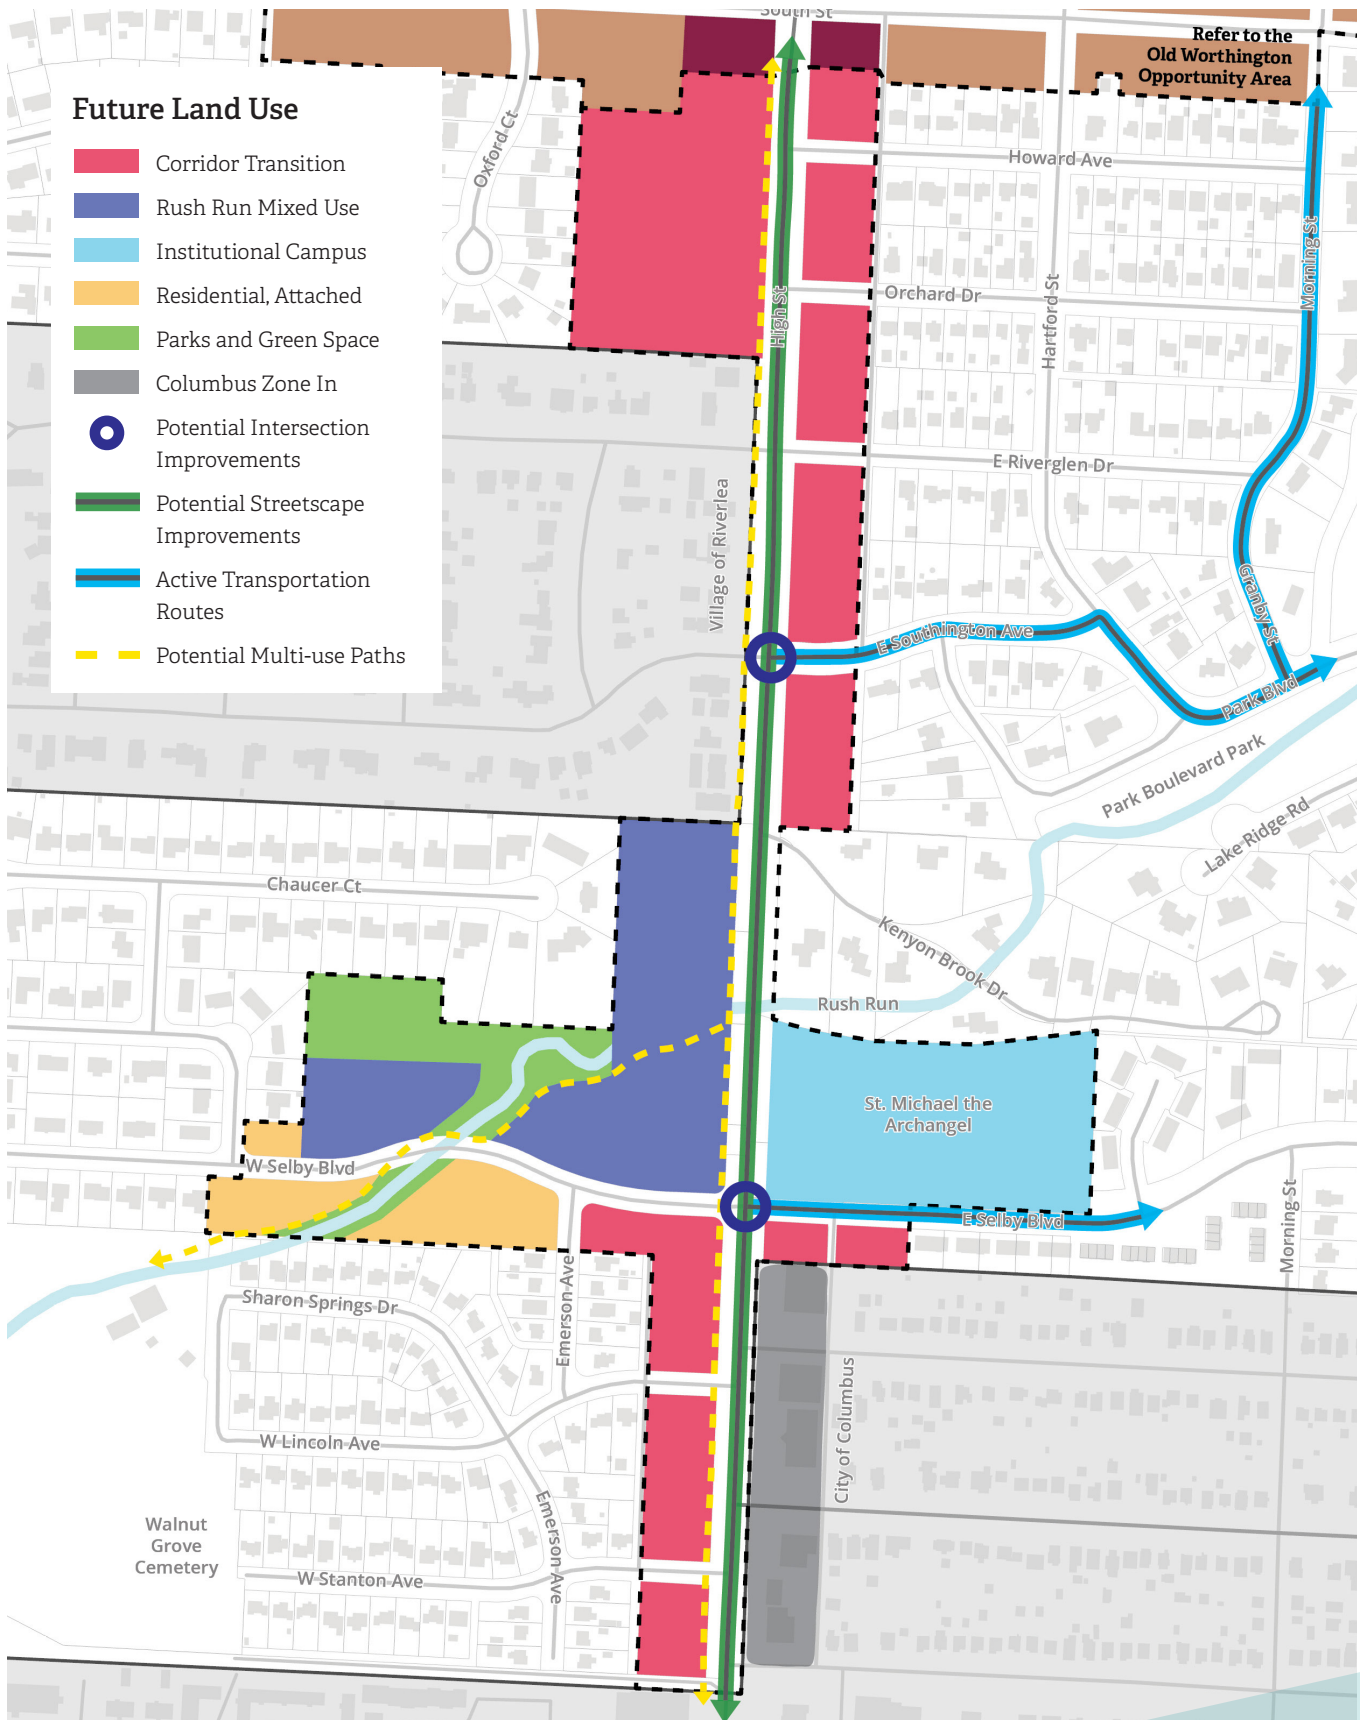 South St
Refer to the
Old Worthington
Opportunity Area
Future Land Use
Corridor Transition
Rush Run Mixed Use
Institutional Campus
Residential, Attached
Parks and Green Space
Columbus Zone In
Potential Intersection
Improvements
Potential Streetscape
Improvements
Active Transportation
Routes
Potential Multi-use Paths
Oxford Ct
Howard Ave
Morning St
High St
Orchard Dr
Hartford St
E Riverglen Dr
Village of Riverlea
E Southington Ave
Granby St
Park Blvd
Park Boulevard Park
Lake Ridge Rd
Chaucer Ct
Kenyon Brook Dr
Rush Run
St. Michael the
Archangel
W Selby Blvd
E Selby Blvd
Morning St
Sharon Springs Dr
Emerson Ave
City of Columbus
W Lincoln Ave
Emerson Ave
Walnut
Grove
Cemetery
W Stanton Ave